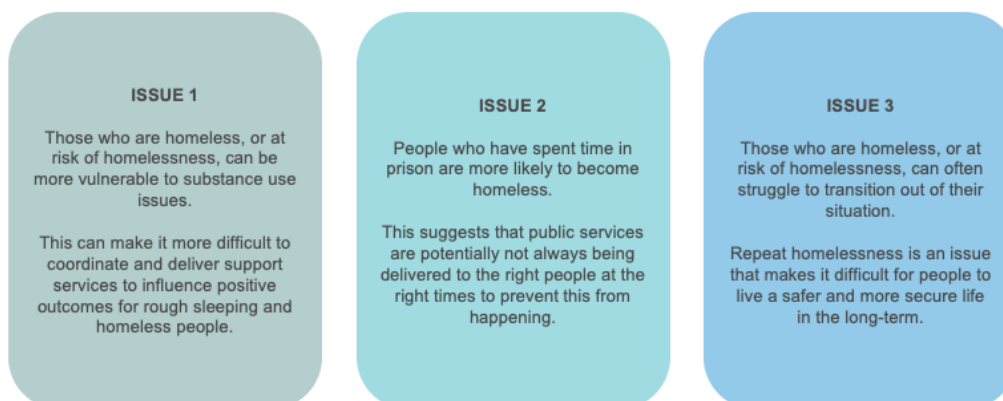 ISSUE 1
Those who are homeless, or at
risk of homelessness, can be
more vulnerable to substance use
issues.
This can make it more difficult to
coordinate and deliver support
services to influence positive
outcomes for rough sleeping and
homeless people.
ISSUE 2
People who have spent time in
prison are more likely to become
homeless.
This suggests that public services
are potentially not always being
delivered to the right people at the
right times to prevent this from
happening.
ISSUE 3
Those who are homeless, or at
risk of homelessness, can often
struggle to transition out of their
situation.
Repeat homelessness is an issue
that makes it difficult for people to
live a safer and more secure life
in the long-term.